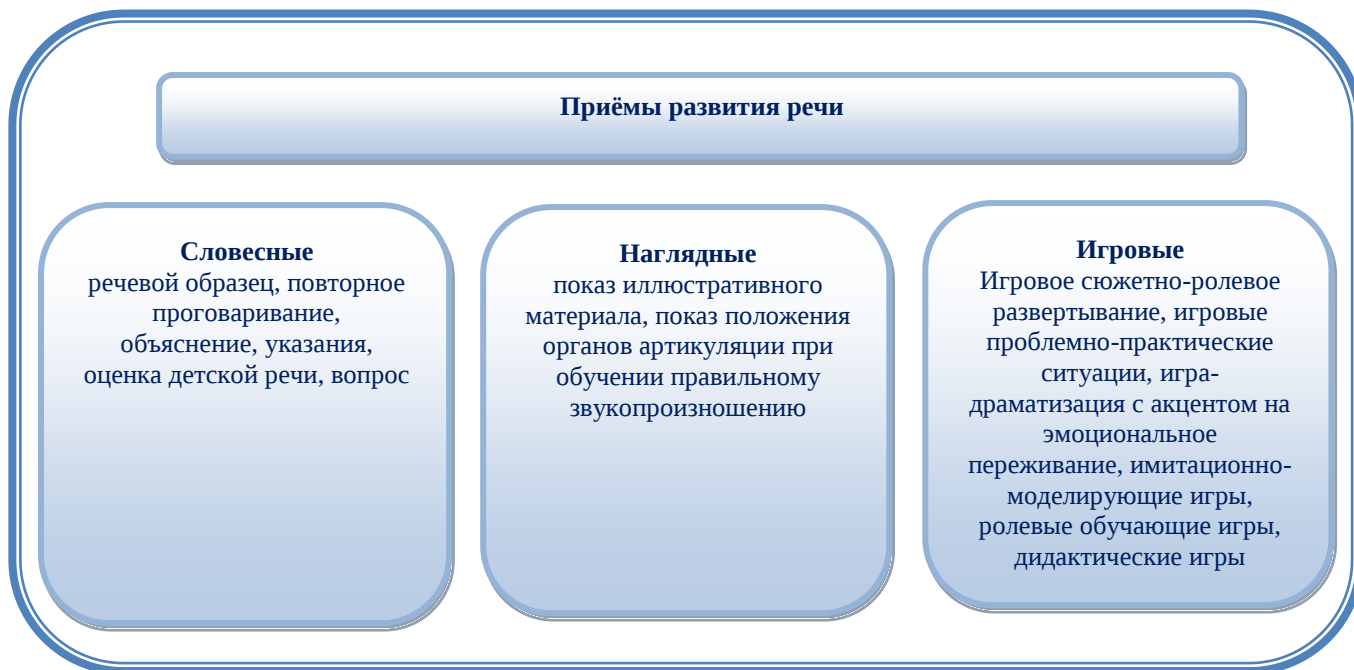 Приёмы развития речи
Словесные
речевой образец, повторное
проговаривание,
объяснение, указания,
оценка детской речи, вопрос
Наглядные
показ иллюстративного
материала, показ положения
органов артикуляции при
обучении правильному
звукопроизношению
Игровые
Игровое сюжетно-ролевое
развертывание, игровые
проблемно-практические
ситуации, игра-
драматизация с акцентом на
эмоциональное
переживание, имитационно-
моделирующие игры,
ролевые обучающие игры,
дидактические игры